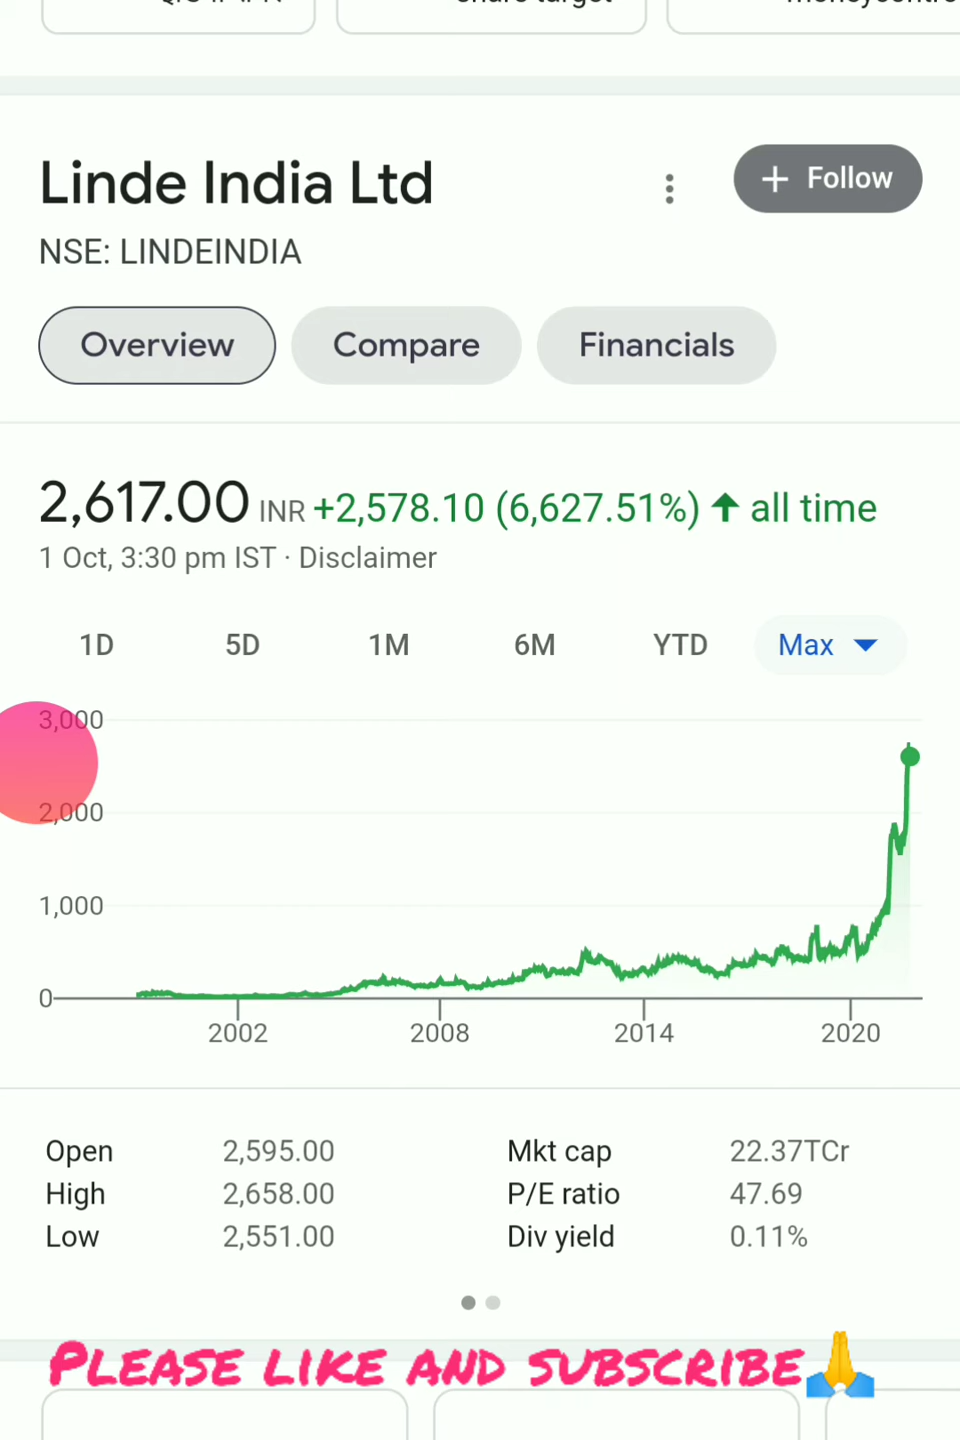 share target
Linde India Ltd
+ Follow
NSE: LINDEINDIA
Overview Compare Financials
2,617.00 INR +2,578.10 (6,627.51%) ↑ all time
1 Oct, 3:30 pm IST · Disclaimer
1D 5D 1M 6M YTD Max
3,000
2,000
1,000
0
2002 2008 2014 2020
Open 2,595.00 Mkt cap 22.37TCr
High 2,658.00 P/E ratio 47.69
Low 2,551.00 Div yield 0.11%
PLEASE LIKE AND SUBSCRIBE🙏